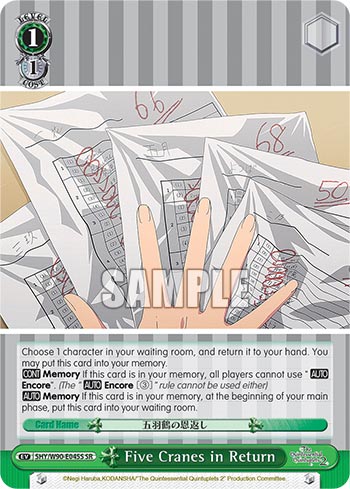 LEVEL
1
1
COST
66
68
50
五月
三玖
SAMPLE
Choose 1 character in your waiting room, and return it to your hand. You
may put this card into your memory.
CONT Memory If this card is in your memory, all players cannot use "AUTO
Encore". (The "AUTO Encore [③]" rule cannot be used either)
AUTO Memory If this card is in your memory, at the beginning of your main
phase, put this card into your waiting room.
Card Name 五羽鶴の恩返し
EV 5HY/W90-E045S SR Five Cranes in Return
©Negi Haruba,KODANSHA/"The Quintessential Quintuplets 2" Production Committee.